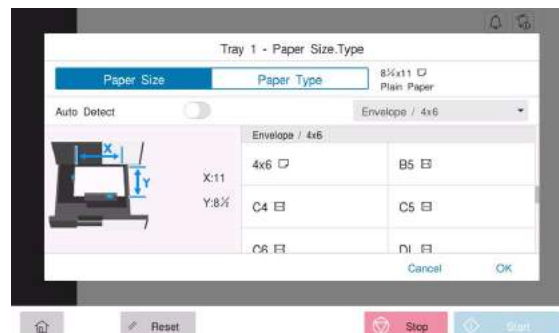 Tray 1 - Paper Size.Type
Paper Size
Paper Type
8½x11
Plain Paper
Auto Detect
Envelope / 4x6
Envelope / 4x6
X
Y
X:11
Y:8½
4x6
B5
C4
C5
C6
DL
Cancel
OK
Reset
Stop
Start